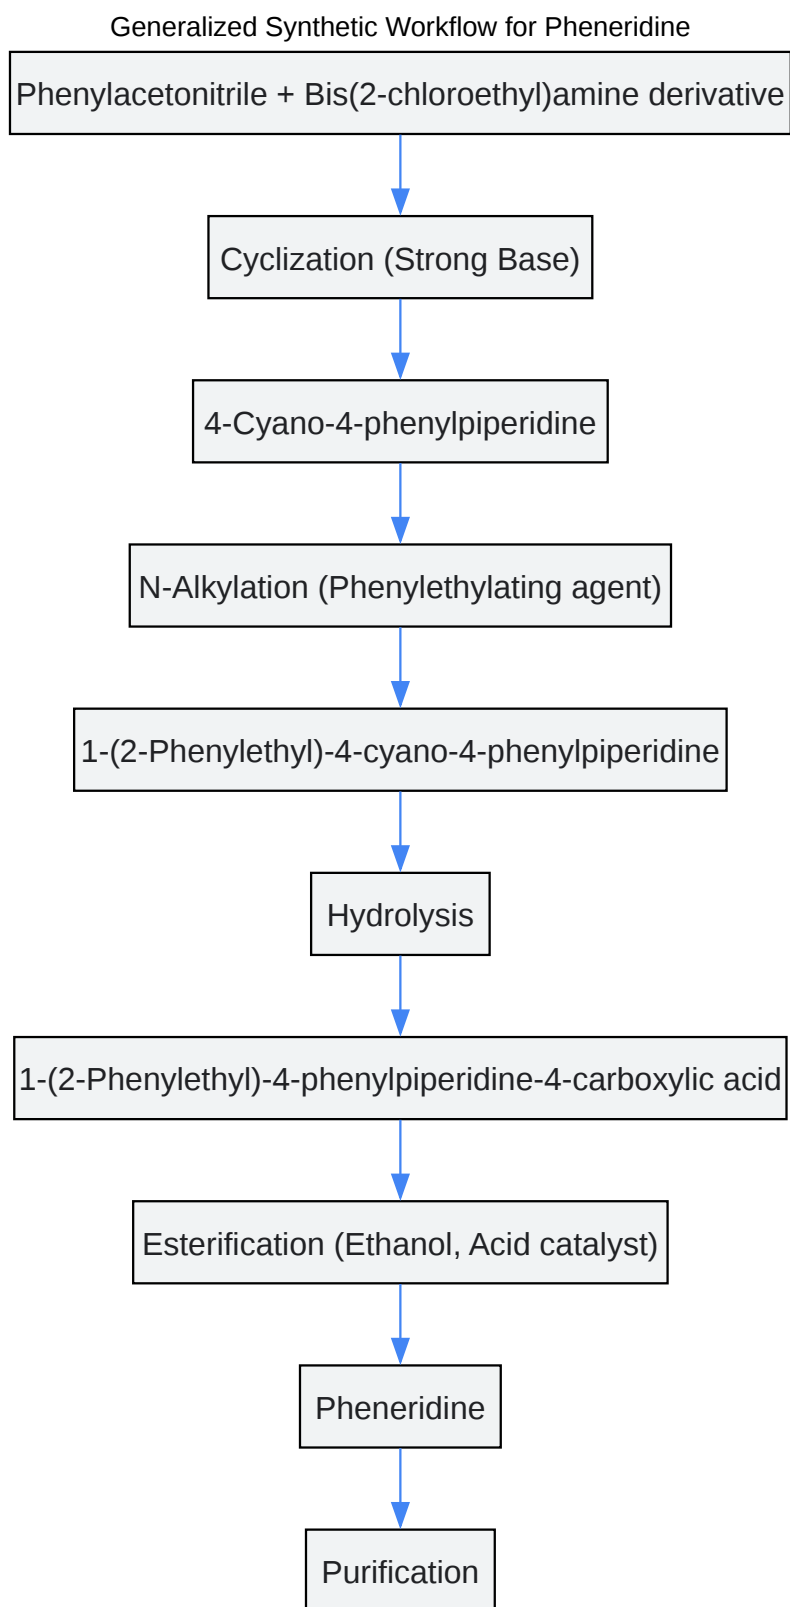 Generalized Synthetic Workflow for Pheneridine
Phenylacetonitrile + Bis(2-chloroethyl)amine derivative
Cyclization (Strong Base)
4-Cyano-4-phenylpiperidine
N-Alkylation (Phenylethylating agent)
1-(2-Phenylethyl)-4-cyano-4-phenylpiperidine
Hydrolysis
1-(2-Phenylethyl)-4-phenylpiperidine-4-carboxylic acid
Esterification (Ethanol, Acid catalyst)
Pheneridine
Purification